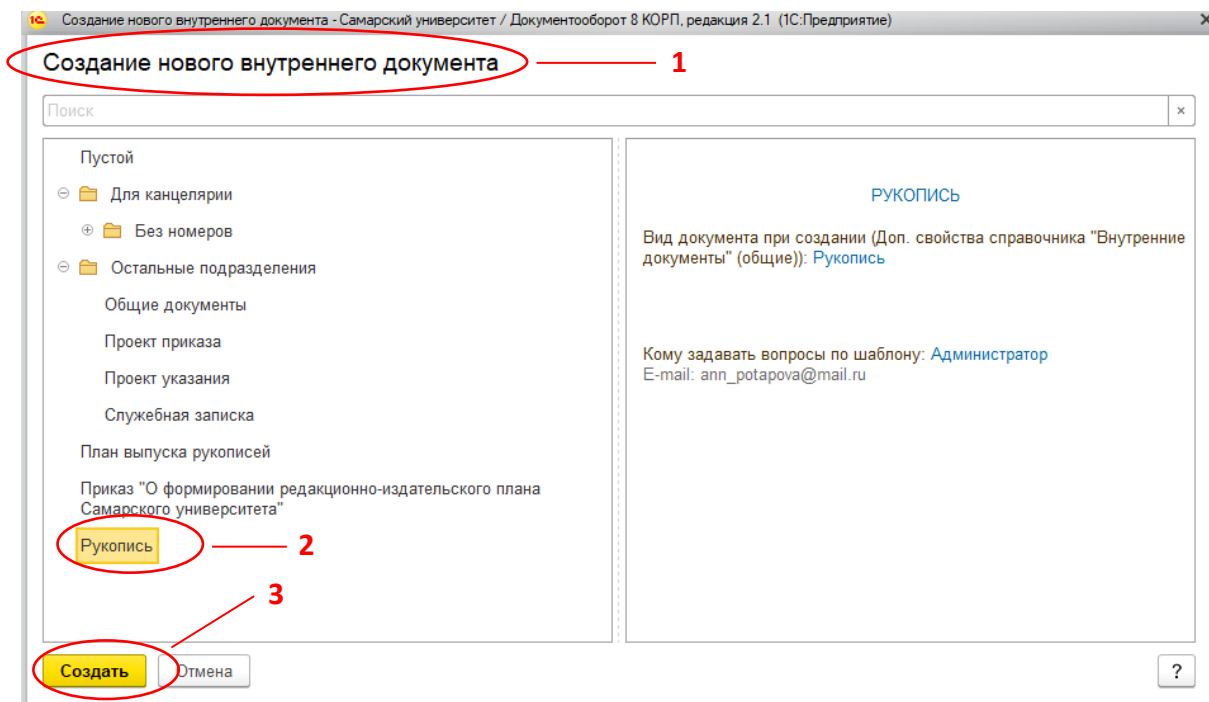 1С Создание нового внутреннего документа - Самарский университет / Документооборот 8 КОРП, редакция 2.1 (1С:Предприятие) ×
Создание нового внутреннего документа 1
Поиск ×
Пустой
Для канцелярии
Без номеров
Остальные подразделения
Общие документы
Проект приказа
Проект указания
Служебная записка
План выпуска рукописей
Приказ "О формировании редакционно-издательского плана
Самарского университета"
Рукопись 2
3
РУКОПИСЬ
Вид документа при создании (Доп. свойства справочника "Внутренние
документы" (общие)): Рукопись
Кому задавать вопросы по шаблону: Администратор
E-mail: ann_potapova@mail.ru
Создать Отмена ?